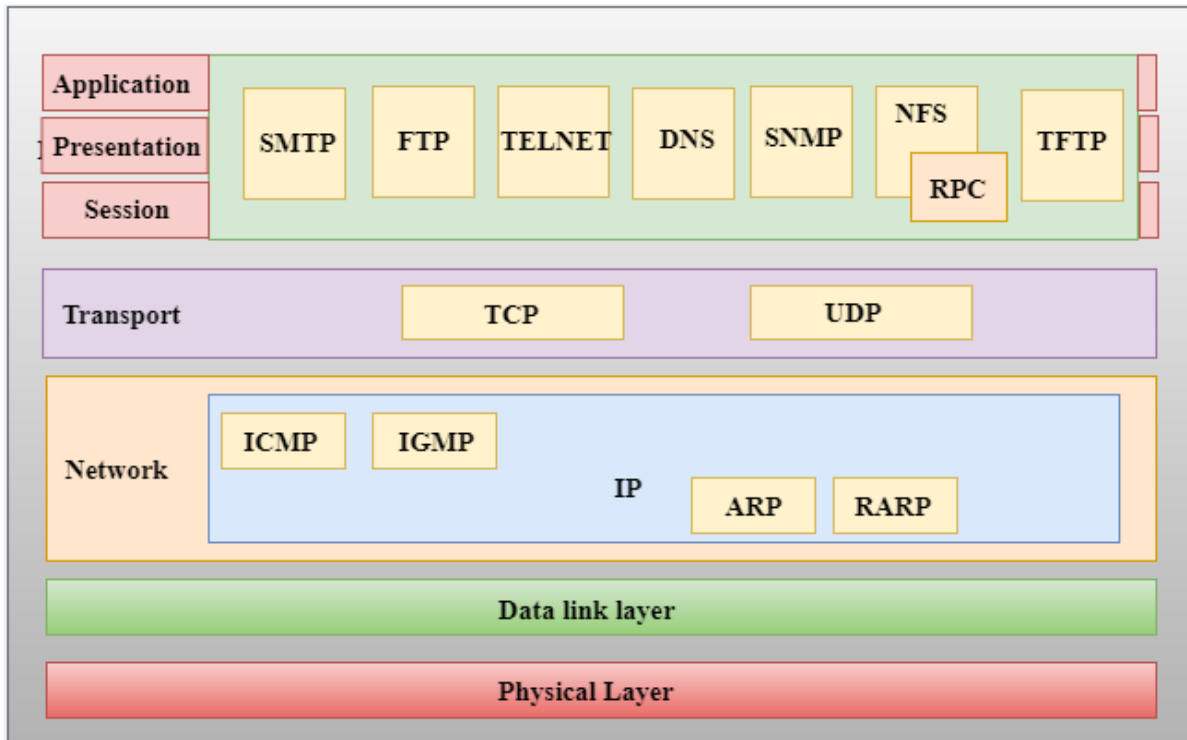 Application
Presentation
Session
SMTP
FTP
TELNET
DNS
SNMP
NFS
RPC
TFTP
Transport
TCP
UDP
Network
ICMP
IGMP
IP
ARP
RARP
Data link layer
Physical Layer